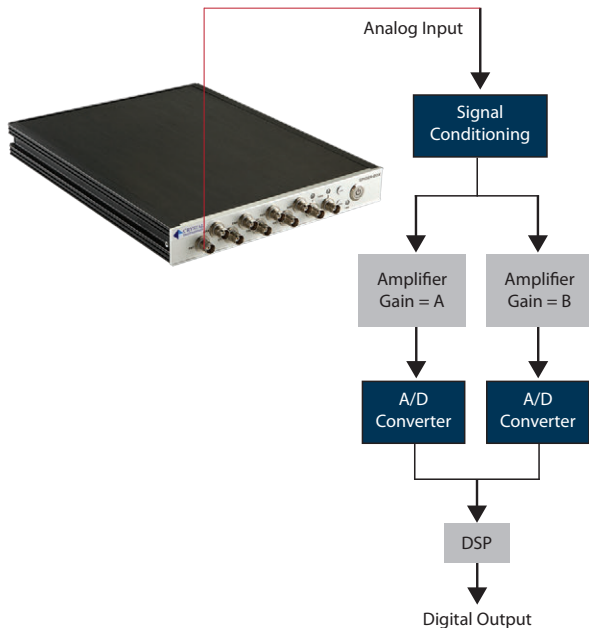 Analog Input
Signal
Conditioning
Amplifier
Gain = A
Amplifier
Gain = B
A/D
Converter
A/D
Converter
DSP
Digital Output